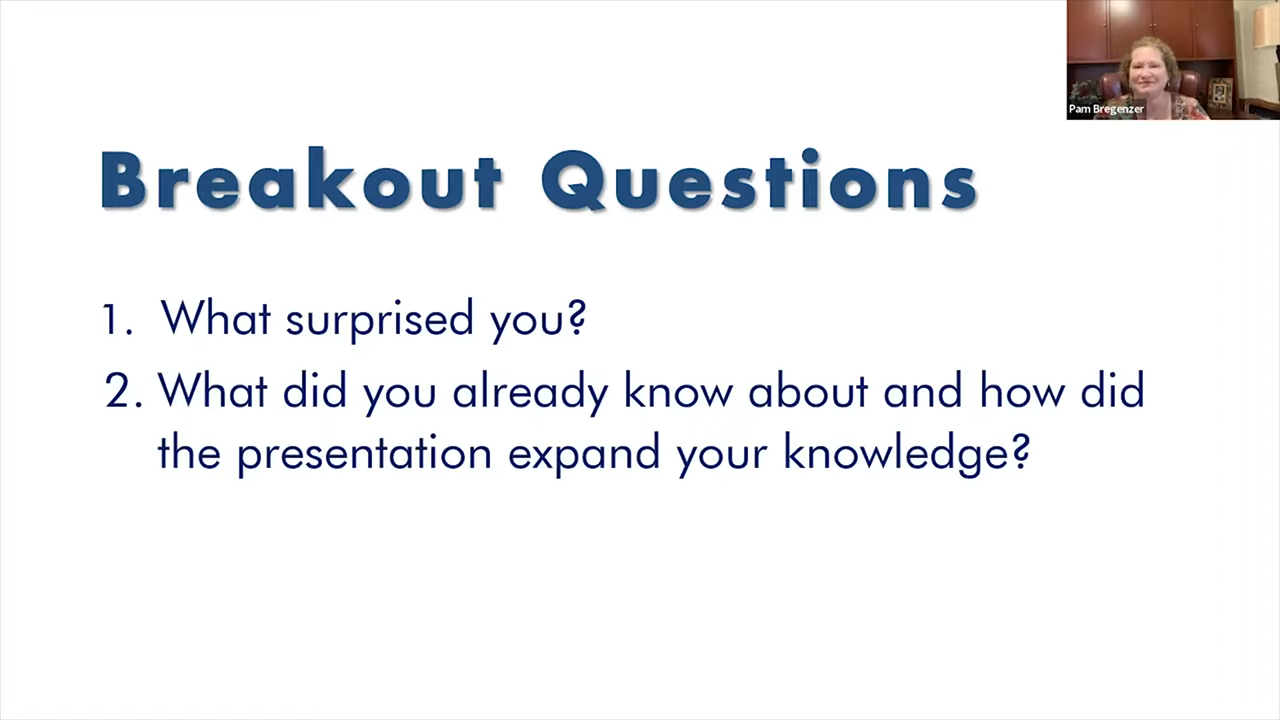 Pam Bregenzer
Breakout Questions
1. What surprised you?
2. What did you already know about and how did
the presentation expand your knowledge?